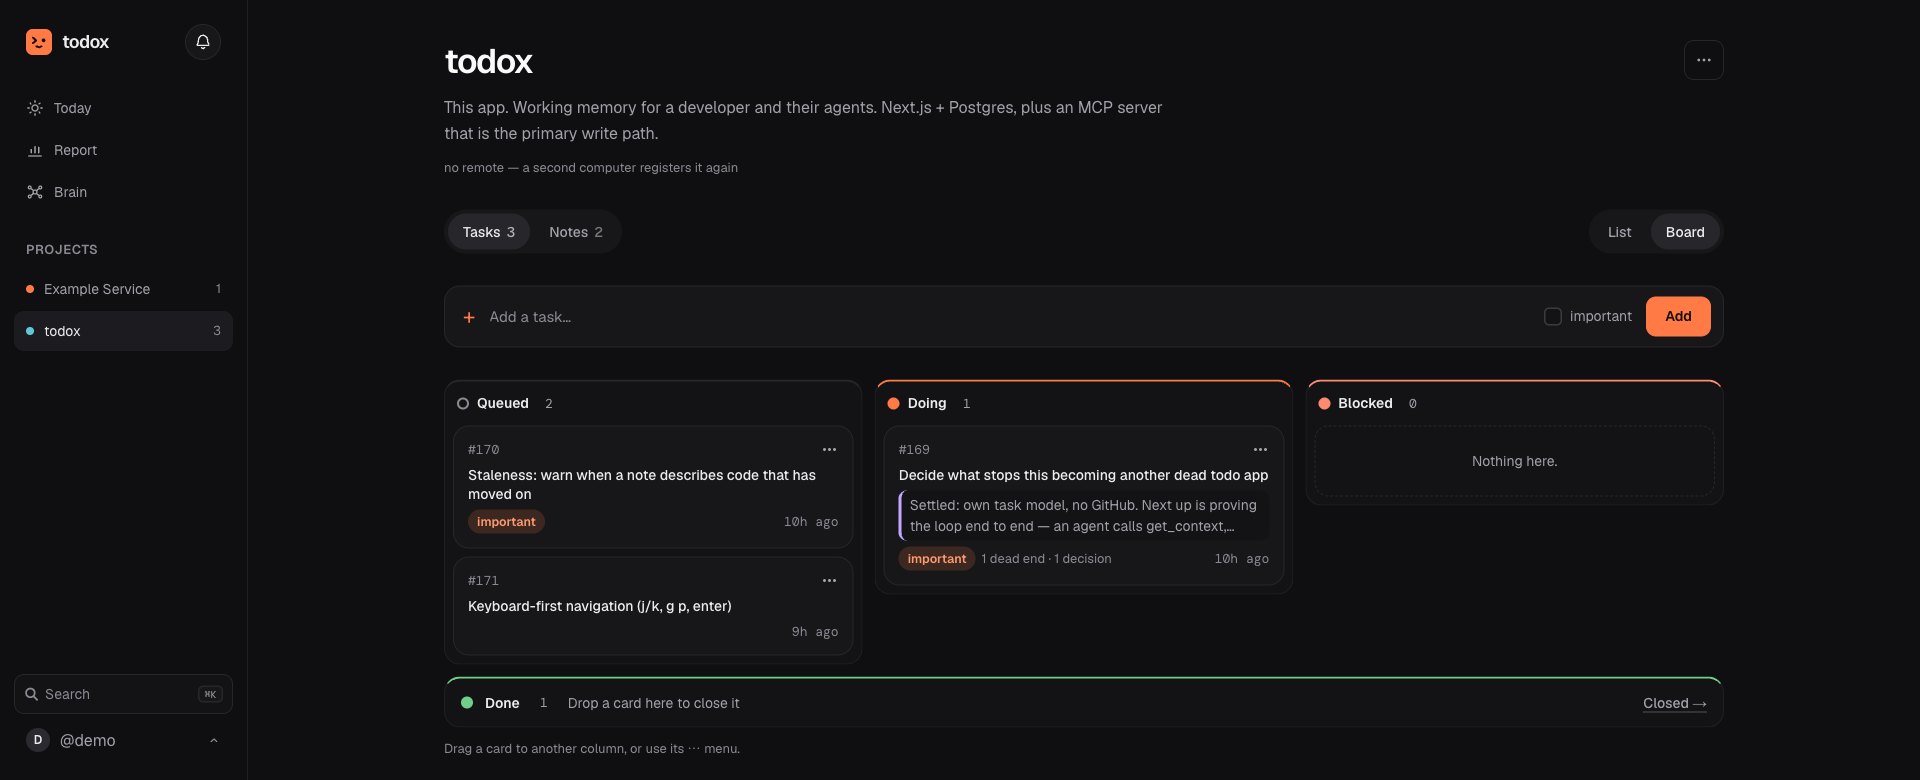 todox
Today
Report
Brain
PROJECTS
Example Service 1
todox 3
Search ⌘K
D @demo
todox
···
This app. Working memory for a developer and their agents. Next.js + Postgres, plus an MCP server
that is the primary write path.
no remote — a second computer registers it again
Tasks 3 Notes 2
List Board
+ Add a task… important Add
Queued 2
#170 ···
Staleness: warn when a note describes code that has
moved on
important 10h ago
#171 ···
Keyboard-first navigation (j/k, g p, enter)
9h ago
Doing 1
#169 ···
Decide what stops this becoming another dead todo app
Settled: own task model, no GitHub. Next up is proving
the loop end to end — an agent calls get_context,…
important 1 dead end · 1 decision 10h ago
Blocked 0
Nothing here.
Done 1 Drop a card here to close it Closed →
Drag a card to another column, or use its ··· menu.